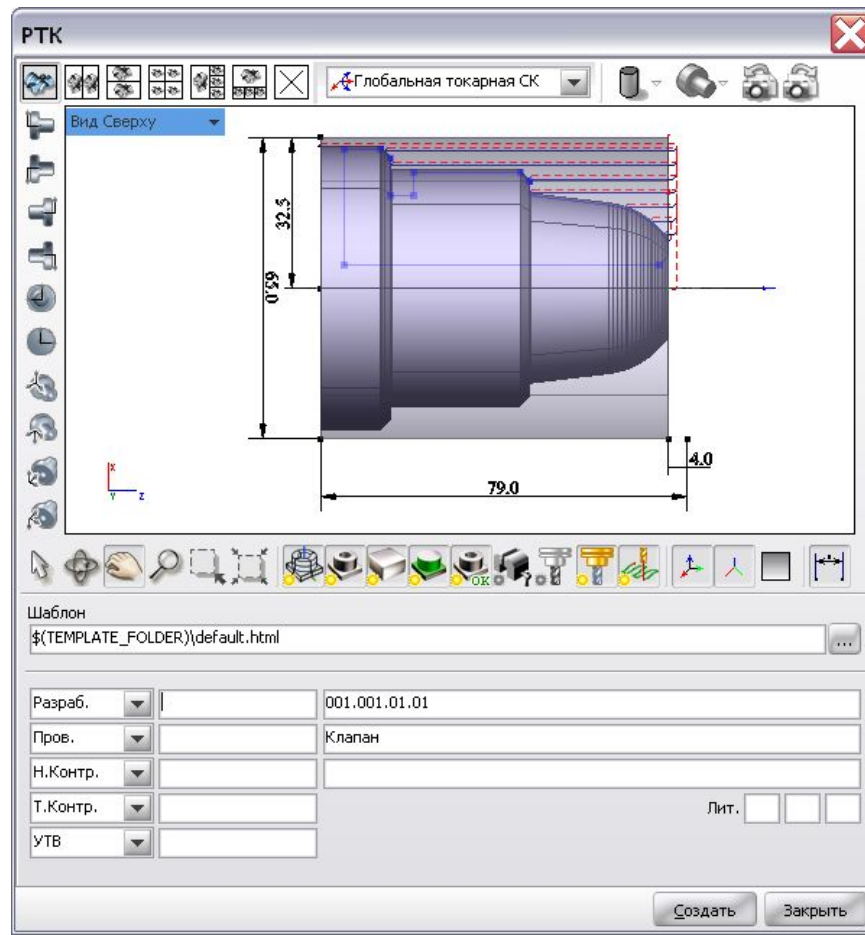 РТК
Глобальная токарная СК
Вид Сверху
32.5
65.0
X
Y Z
4.0
79.0
OK ?
Шаблон
$(TEMPLATE_FOLDER)\default.html
...
Разраб. 001.001.01.01
Пров. Клапан
Н.Контр.
Т.Контр. Лит.
УТВ
Создать Закрыть